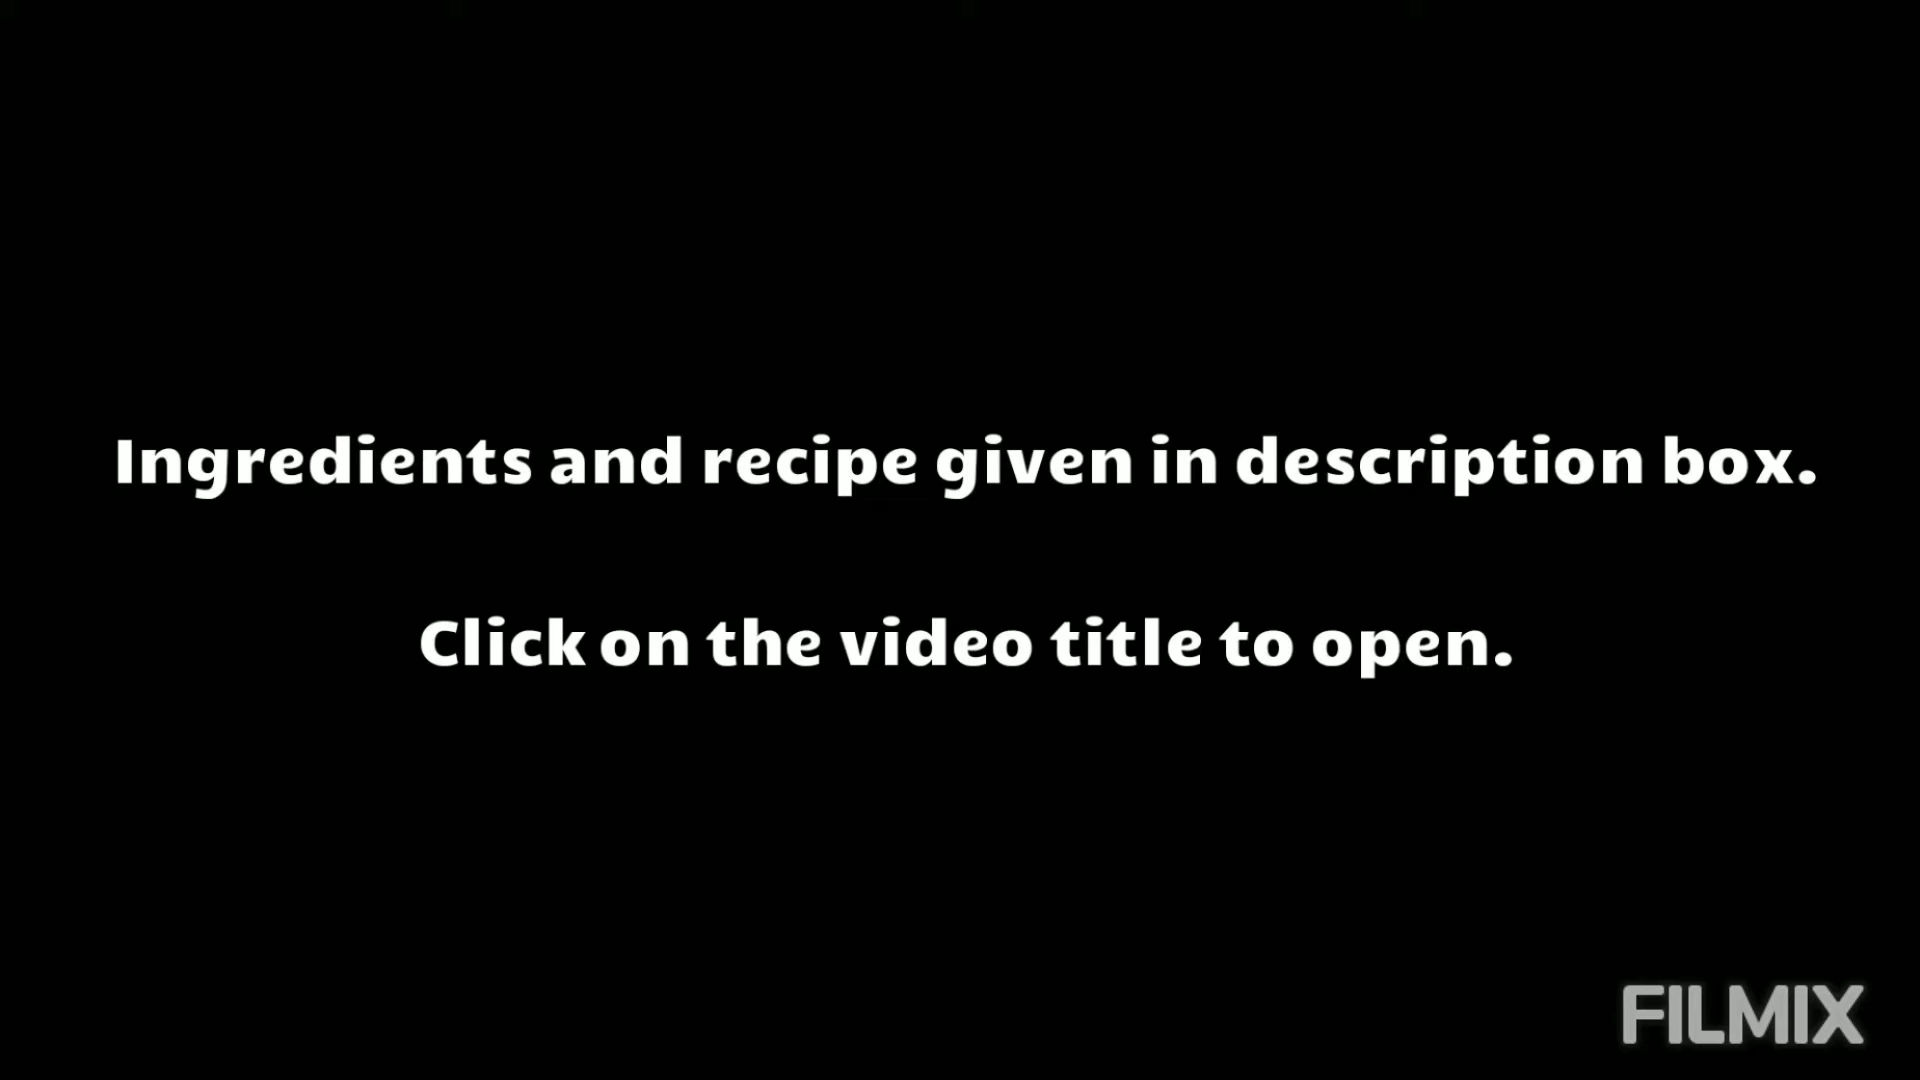 Ingredients and recipe given in description box.
Click on the video title to open.
FILMIX